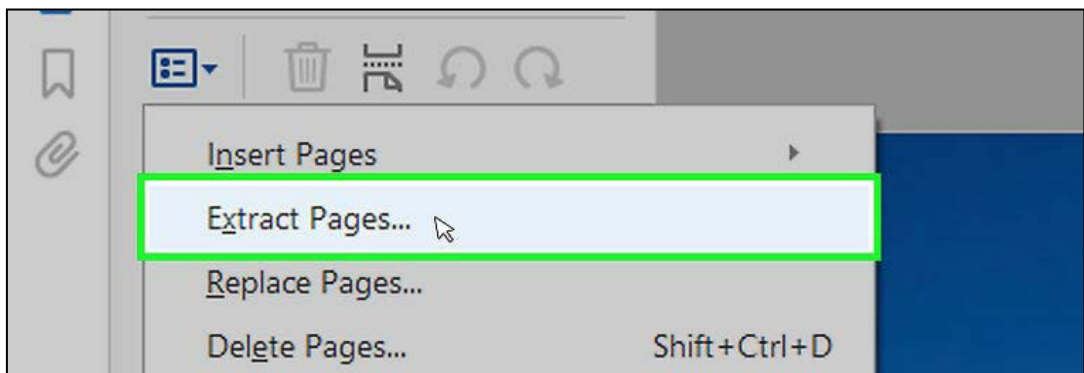 Insert Pages
Extract Pages...
Replace Pages...
Delete Pages... Shift+Ctrl+D